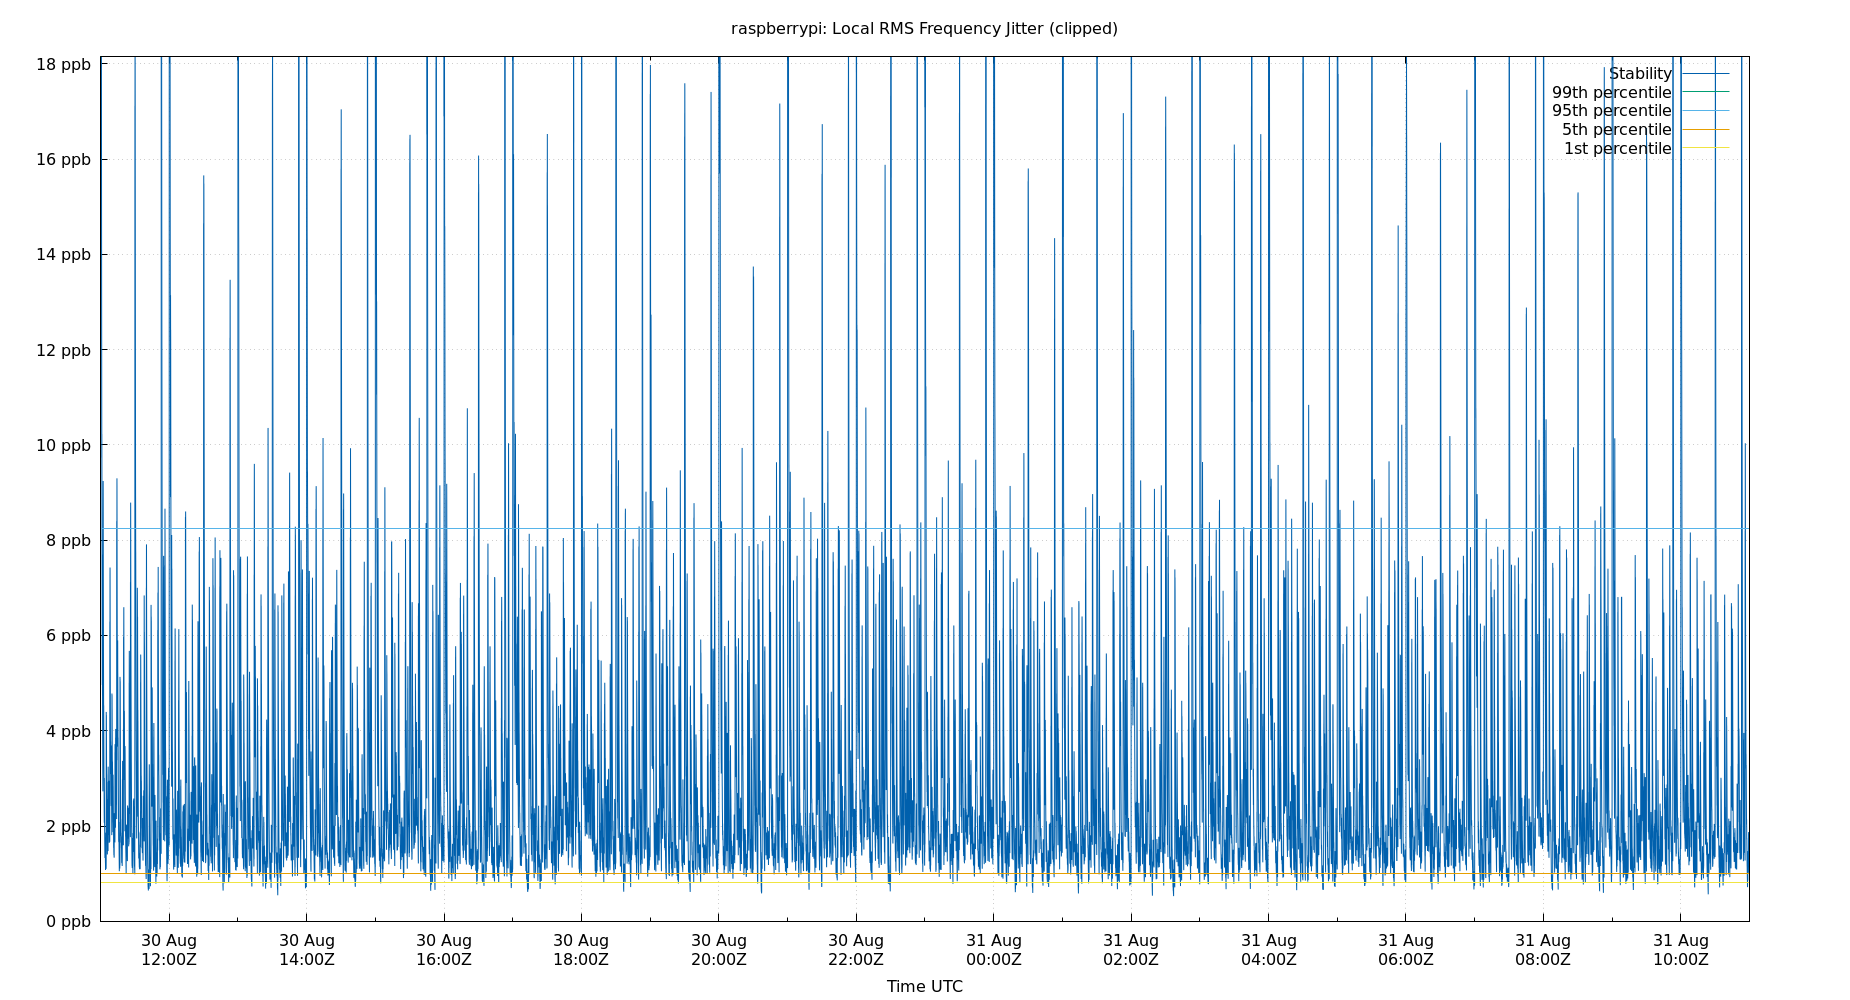 raspberrypi: Local RMS Frequency Jitter (clipped)
18 ppb
16 ppb
14 ppb
12 ppb
10 ppb
8 ppb
6 ppb
4 ppb
2 ppb
0 ppb
Stability
99th percentile
95th percentile
5th percentile
1st percentile
30 Aug 30 Aug 30 Aug 30 Aug 30 Aug 30 Aug 31 Aug 31 Aug 31 Aug 31 Aug 31 Aug 31 Aug
12:00Z 14:00Z 16:00Z 18:00Z 20:00Z 22:00Z 00:00Z 02:00Z 04:00Z 06:00Z 08:00Z 10:00Z
Time UTC